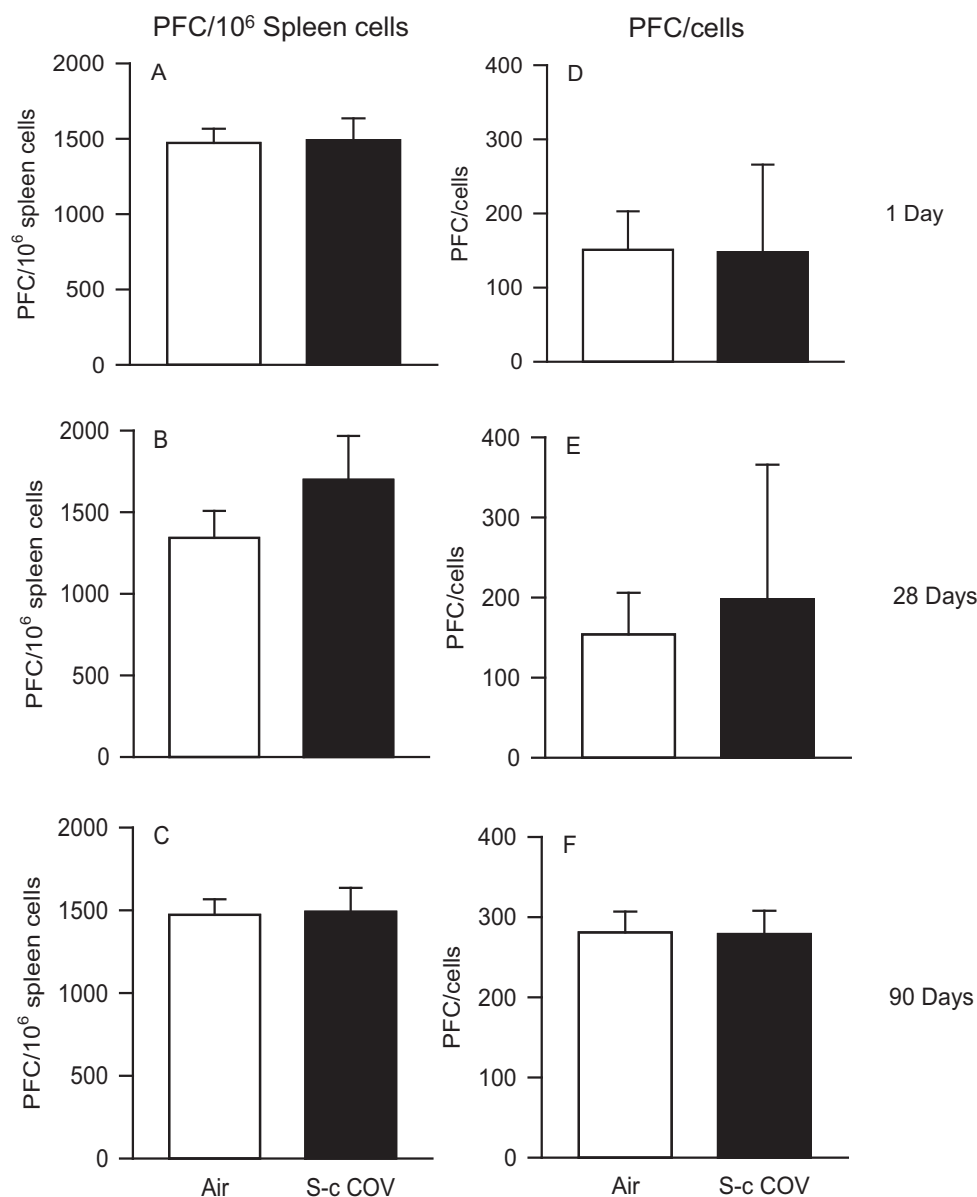 PFC/10⁶ Spleen cells
PFC/cells
A
PFC/10⁶ spleen cells
2000
1500
1000
500
0
D
PFC/cells
400
300
200
100
0
1 Day
B
PFC/10⁶ spleen cells
2000
1500
1000
500
0
E
PFC/cells
400
300
200
100
0
28 Days
C
PFC/10⁶ spleen cells
2000
1500
1000
500
0
Air
S-c COV
F
PFC/cells
400
300
200
100
0
Air
S-c COV
90 Days